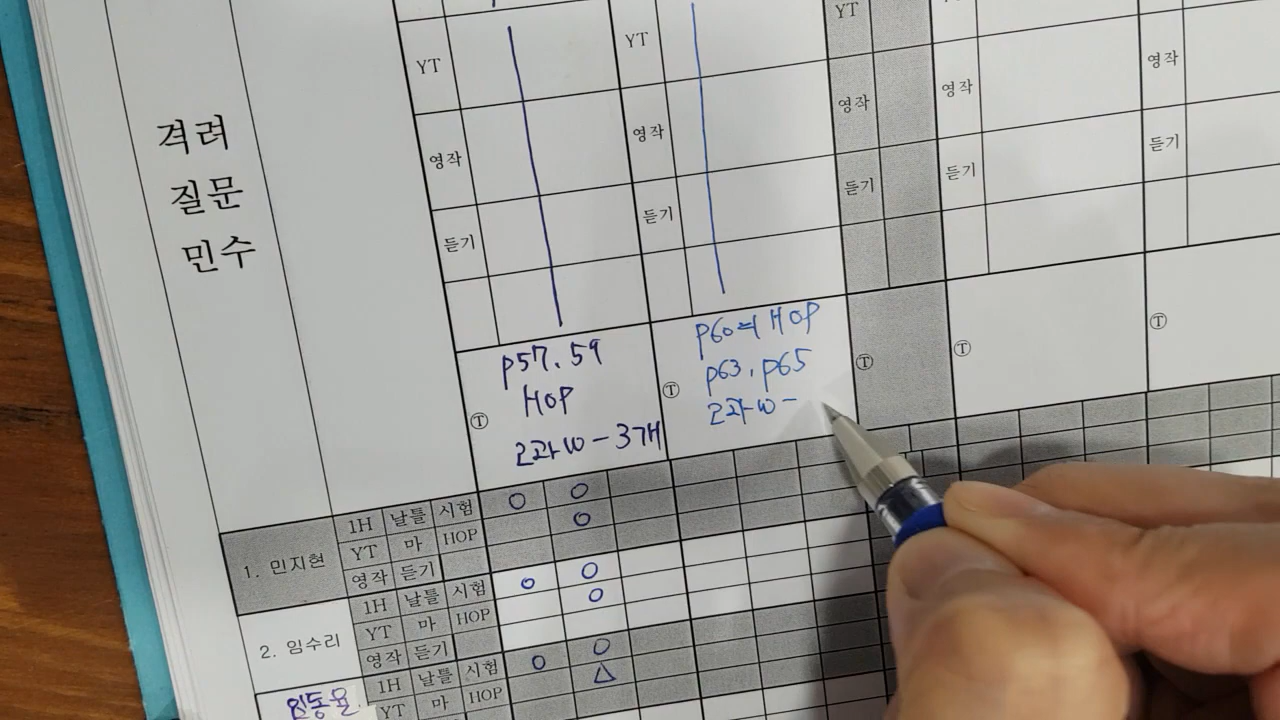 격려
질문
민수
YT
YT
YT
영작
영작
영작
영작
영작
듣기
듣기
듣기
듣기
듣기
Ⓣ
p57. 59
HOP
2과 w - 3개
Ⓣ
p60의 HOP
p63, p65
2과 w -
Ⓣ
Ⓣ
Ⓣ
1. 민지현
1H 날틀 시험
YT 마 HOP
영작 듣기
2. 임수리
1H 날틀 시험
YT 마 HOP
영작 듣기
1H 날틀 시험
YT 마 HOP